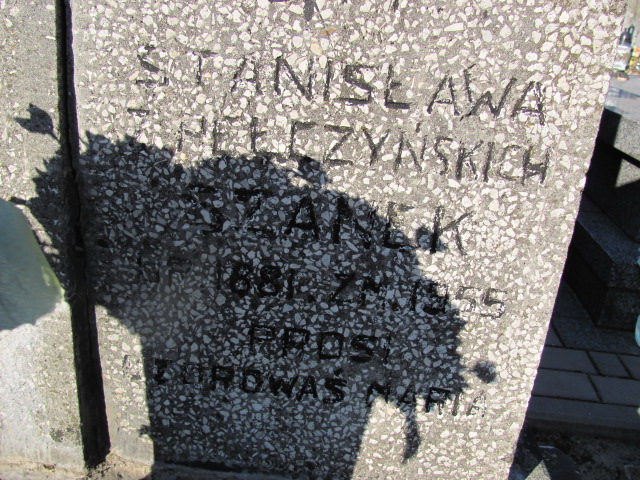 STANISŁAWA
Z PEŁCZYŃSKICH
SZANEK
1881. ZM. 1955
PROSI
ZDROWAŚ MARIA